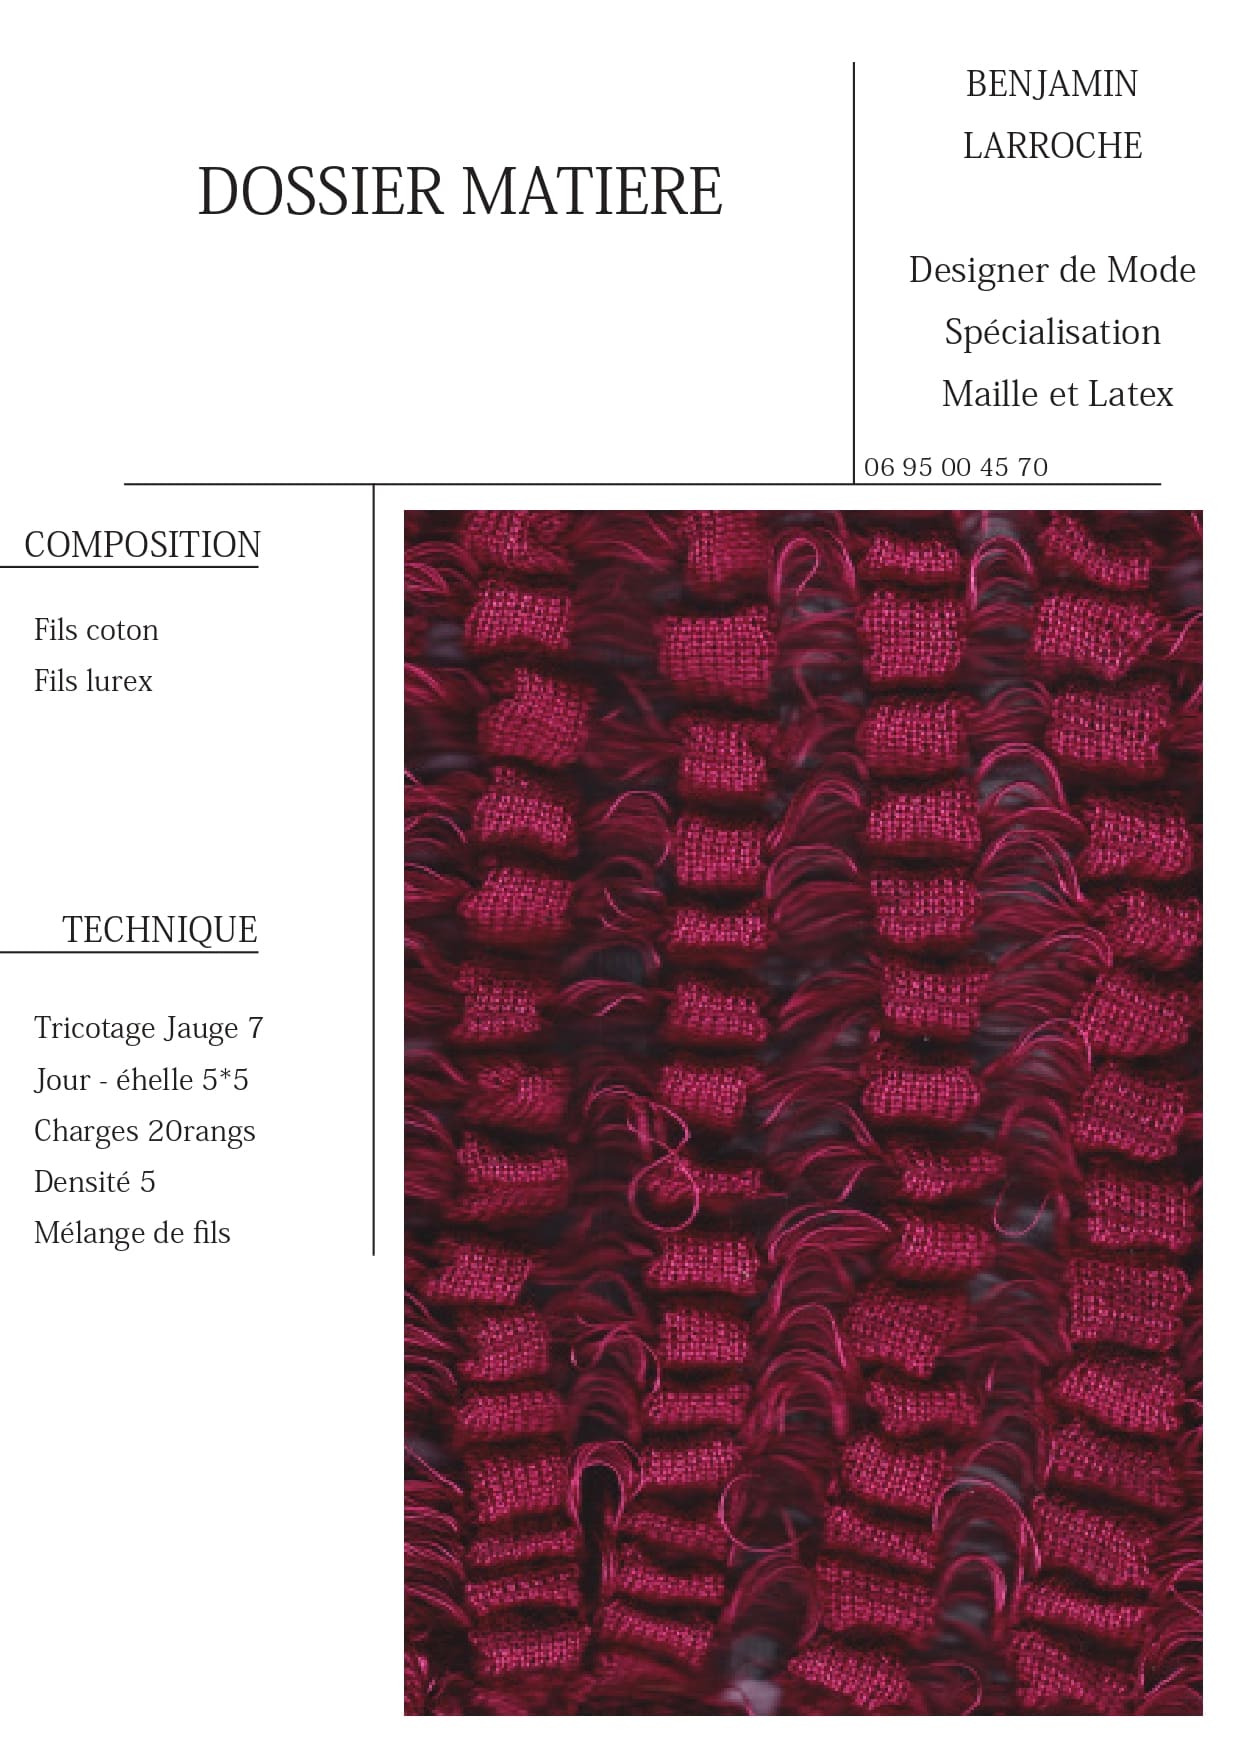 DOSSIER MATIERE
BENJAMIN
LARROCHE
Designer de Mode
Spécialisation
Maille et Latex
06 95 00 45 70
COMPOSITION
Fils coton
Fils lurex
TECHNIQUE
Tricotage Jauge 7
Jour - éhelle 5*5
Charges 20rangs
Densité 5
Mélange de fils